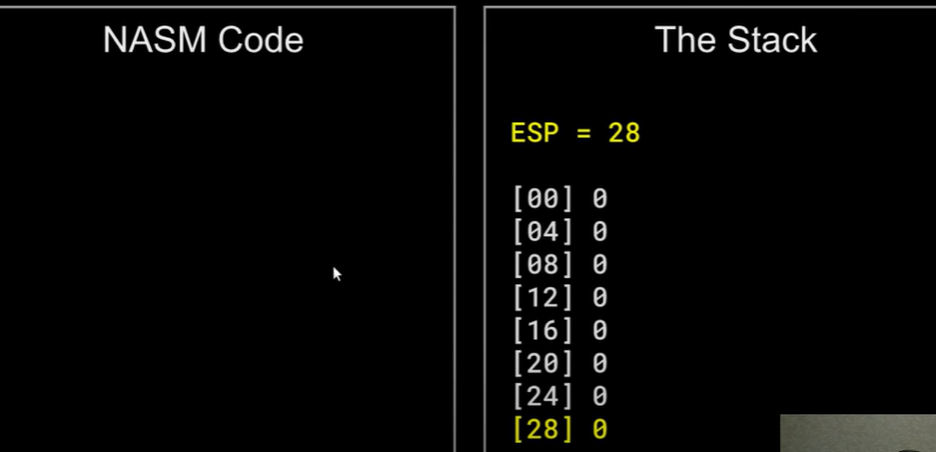 NASM Code
The Stack
ESP = 28
[00] 0
[04] 0
[08] 0
[12] 0
[16] 0
[20] 0
[24] 0
[28] 0